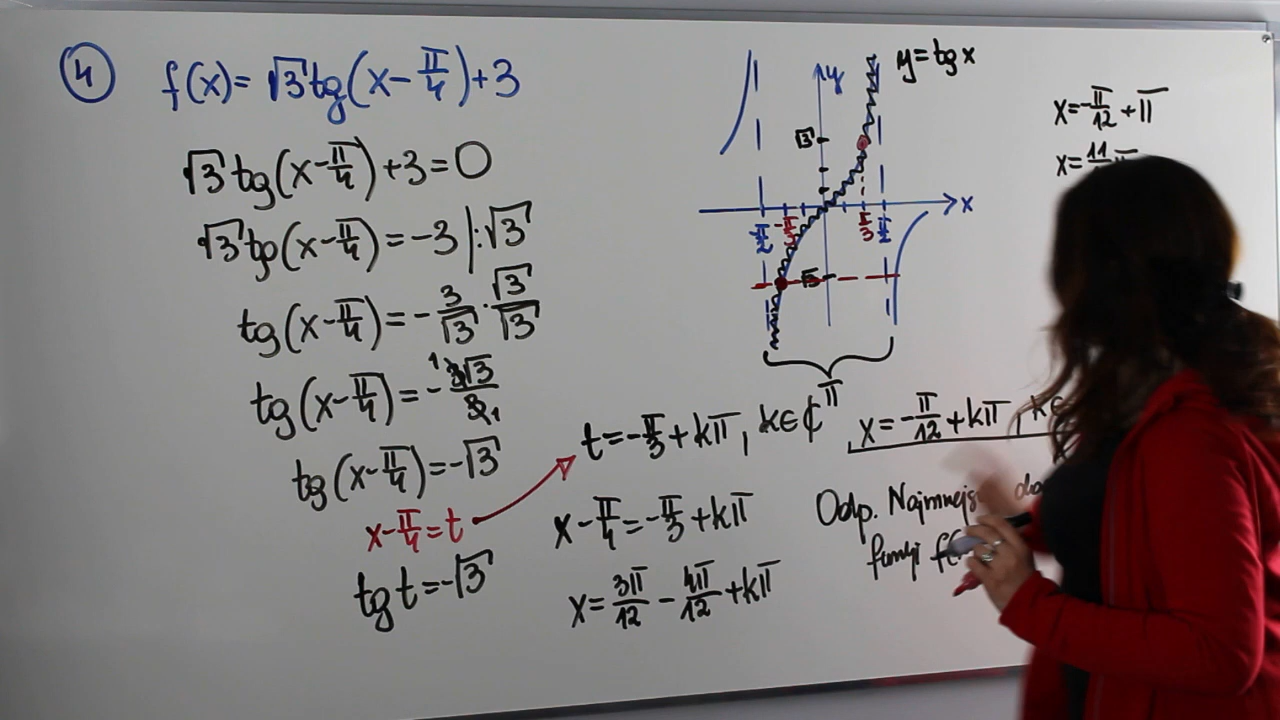 4 f(x)= √3 tg(x-π/4)+3
√3 tg(x-π/4)+3=0
√3 tg(x-π/4)=-3 |:√3
tg(x-π/4)=-3/√3·√3/√3
tg(x-π/4)=-3√3/3 1 1
tg(x-π/4)=-√3
x-π/4=t
tg t=-√3
y=tg x
y
√3
x
-π/2 -π/3 π/3 π/2
√3
π
t=-π/3+kπ, k∈C
x-π/4=-π/3+kπ
x=3π/12-4π/12+kπ
x=-π/12+π
x=11
x=-π/12+kπ, k∈
Odp.
f(